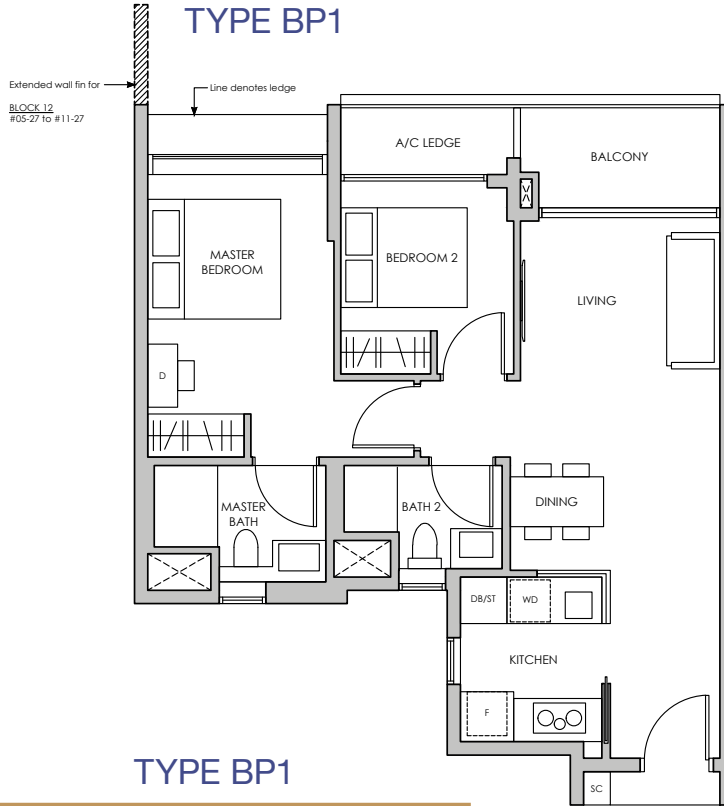 TYPE BP1
Extended wall fin for
BLOCK 12
#05-27 to #11-27
Line denotes ledge
A/C LEDGE
BALCONY
MASTER
BEDROOM
BEDROOM 2
LIVING
D
MASTER
BATH
BATH 2
DINING
DB/ST
WD
KITCHEN
F
TYPE BP1
SC